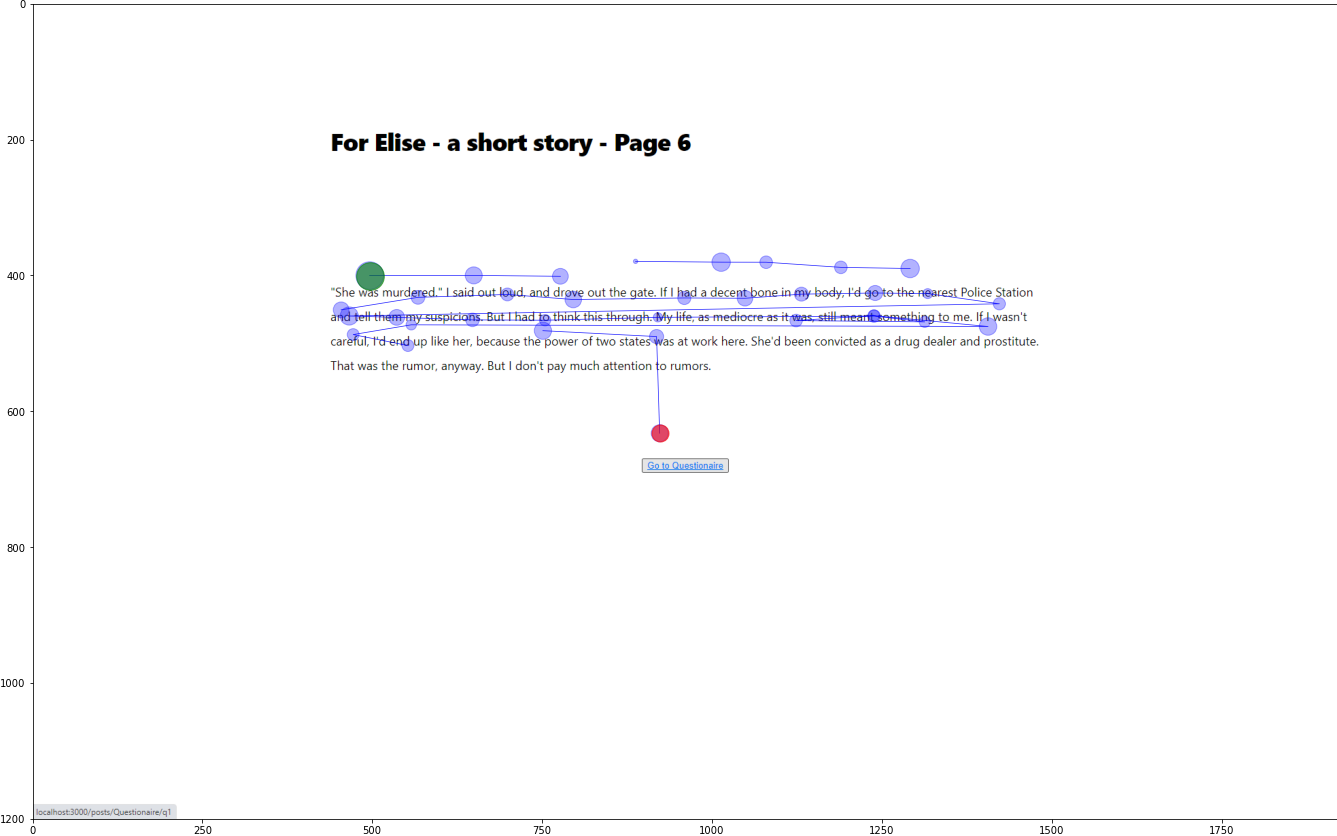 0
200
400
600
800
1000
1200
For Elise - a short story - Page 6
"She was murdered." I said out loud, and drove out the gate. If I had a decent bone in my body, I'd go to the nearest Police Station
and tell them my suspicions. But I had to think this through. My life, as mediocre as it was, still meant something to me. If I wasn't
careful, I'd end up like her, because the power of two states was at work here. She'd been convicted as a drug dealer and prostitute.
That was the rumor, anyway. But I don't pay much attention to rumors.
Go to Questionaire
localhost:3000/posts/Questionaire/q1
0 250 500 750 1000 1250 1500 1750